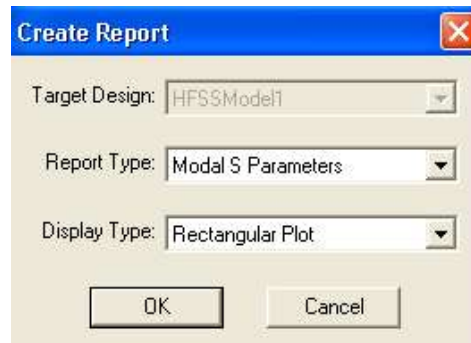 Create Report
Target Design: HFSSModel1
Report Type: Modal S Parameters
Display Type: Rectangular Plot
OK Cancel